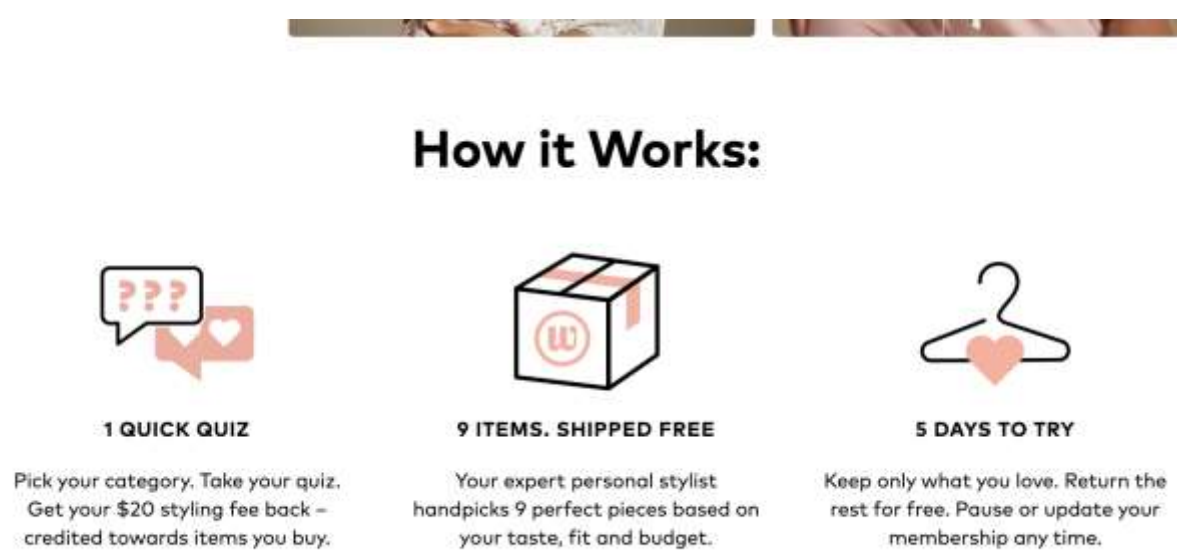 How it Works:
???
W
1 QUICK QUIZ
Pick your category. Take your quiz.
Get your $20 styling fee back –
credited towards items you buy.
9 ITEMS. SHIPPED FREE
Your expert personal stylist
handpicks 9 perfect pieces based on
your taste, fit and budget.
5 DAYS TO TRY
Keep only what you love. Return the
rest for free. Pause or update your
membership any time.